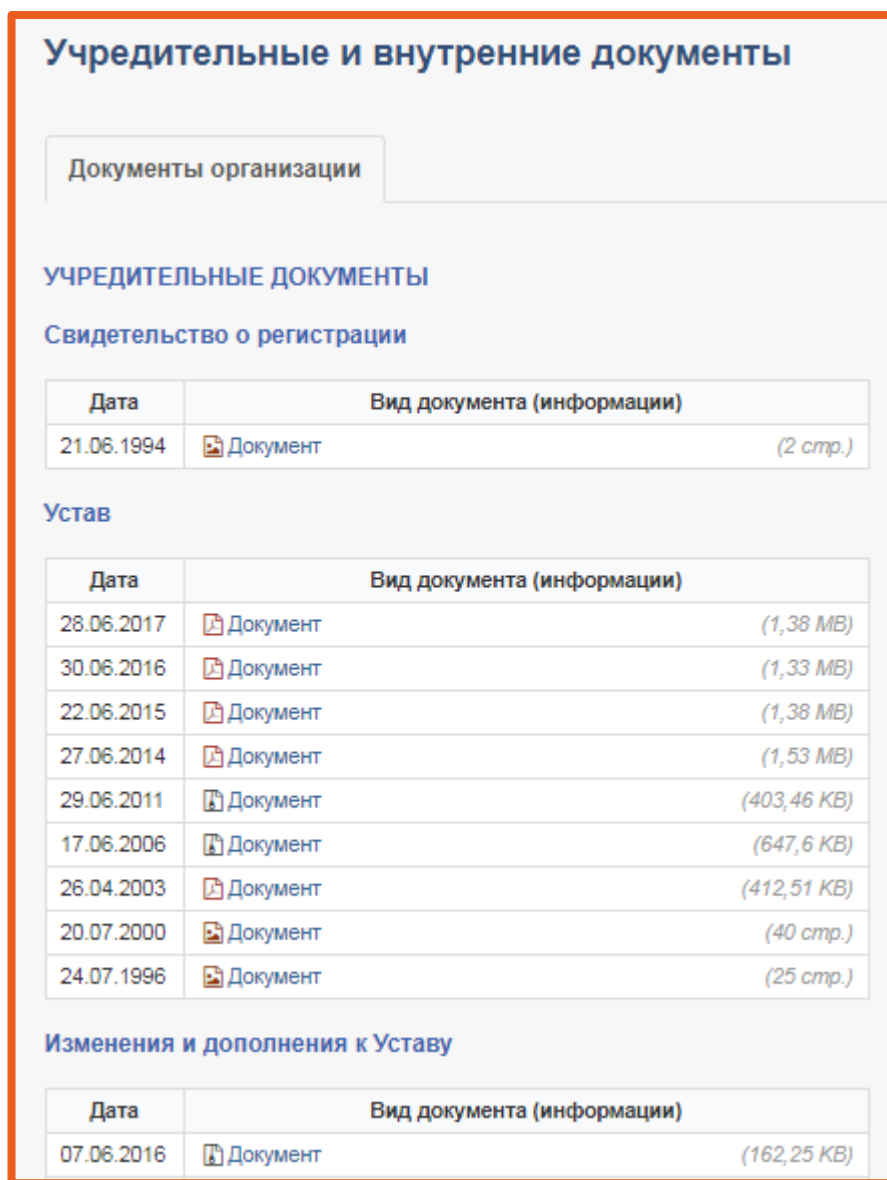 Учредительные и внутренние документы
Документы организации
УЧРЕДИТЕЛЬНЫЕ ДОКУМЕНТЫ
Свидетельство о регистрации
Дата Вид документа (информации)
21.06.1994 Документ (2 стр.)
Устав
Дата Вид документа (информации)
28.06.2017 Документ (1,38 MB)
30.06.2016 Документ (1,33 MB)
22.06.2015 Документ (1,38 MB)
27.06.2014 Документ (1,53 MB)
29.06.2011 Документ (403,46 KB)
17.06.2006 Документ (647,6 KB)
26.04.2003 Документ (412,51 KB)
20.07.2000 Документ (40 стр.)
24.07.1996 Документ (25 стр.)
Изменения и дополнения к Уставу
Дата Вид документа (информации)
07.06.2016 Документ (162,25 KB)